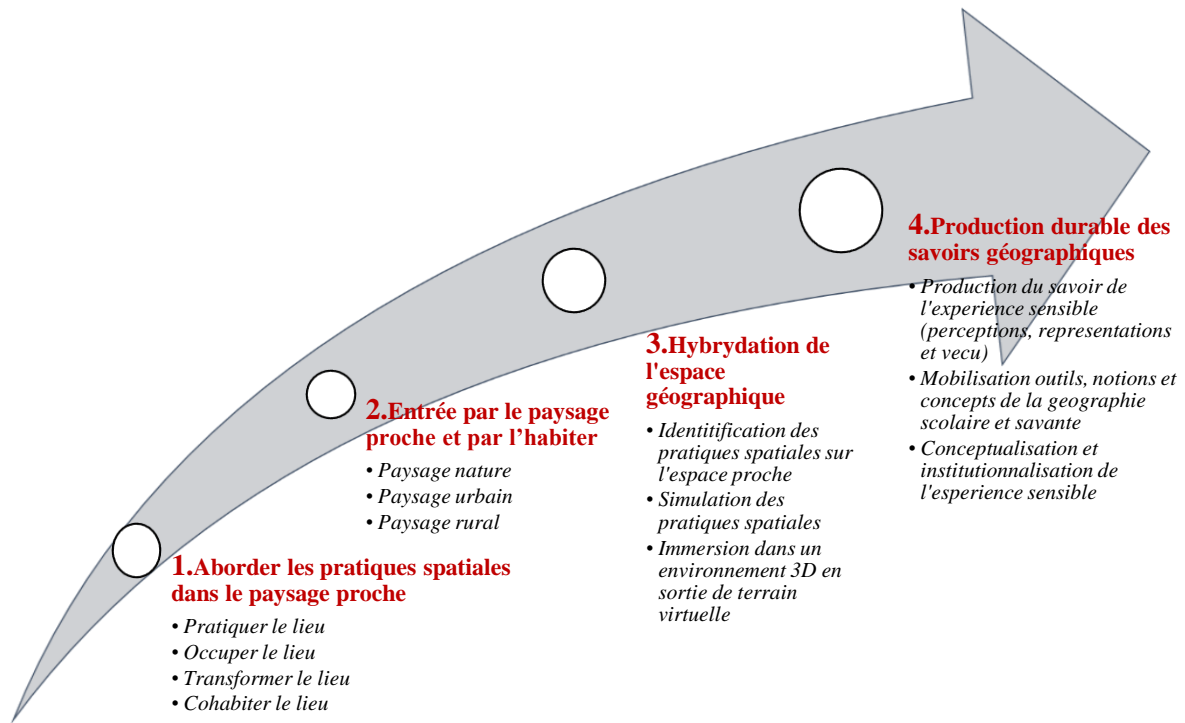 1.Aborder les pratiques spatiales
dans le paysage proche
• Pratiquer le lieu
• Occuper le lieu
• Transformer le lieu
• Cohabiter le lieu
2.Entrée par le paysage
proche et par l’habiter
• Paysage nature
• Paysage urbain
• Paysage rural
3.Hybrydation de
l'espace
géographique
• Identitification des
pratiques spatiales sur
l'espace proche
• Simulation des
pratiques spatiales
• Immersion dans un
environnement 3D en
sortie de terrain
virtuelle
4.Production durable des
savoirs géographiques
• Production du savoir de
l'experience sensible
(perceptions, representations
et vecu)
• Mobilisation outils, notions et
concepts de la geographie
scolaire et savante
• Conceptualisation et
institutionnalisation de
l'esperience sensible